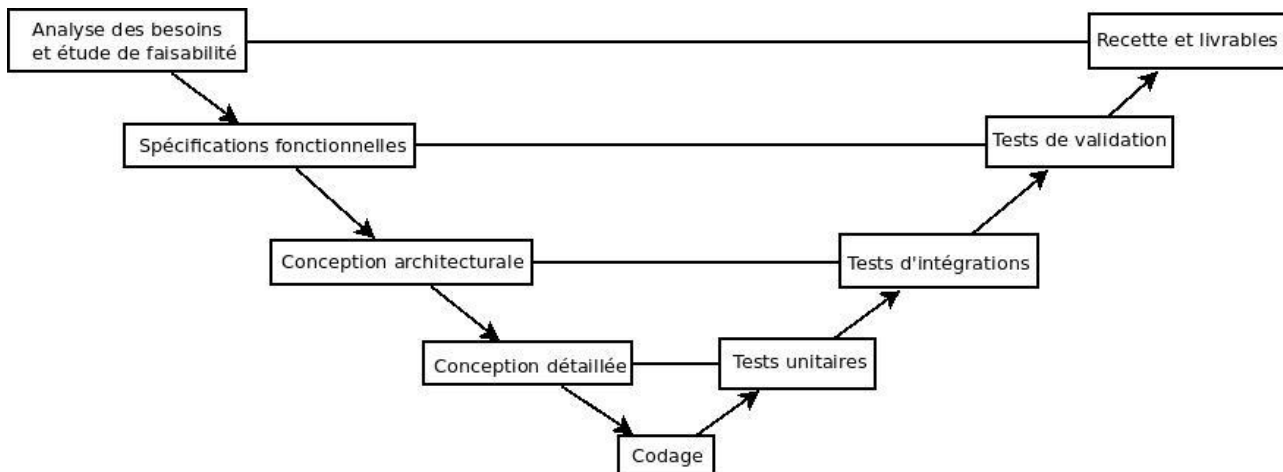 Analyse des besoins
et étude de faisabilité
Recette et livrables
Spécifications fonctionnelles
Tests de validation
Conception architecturale
Tests d'intégrations
Conception détaillée
Tests unitaires
Codage